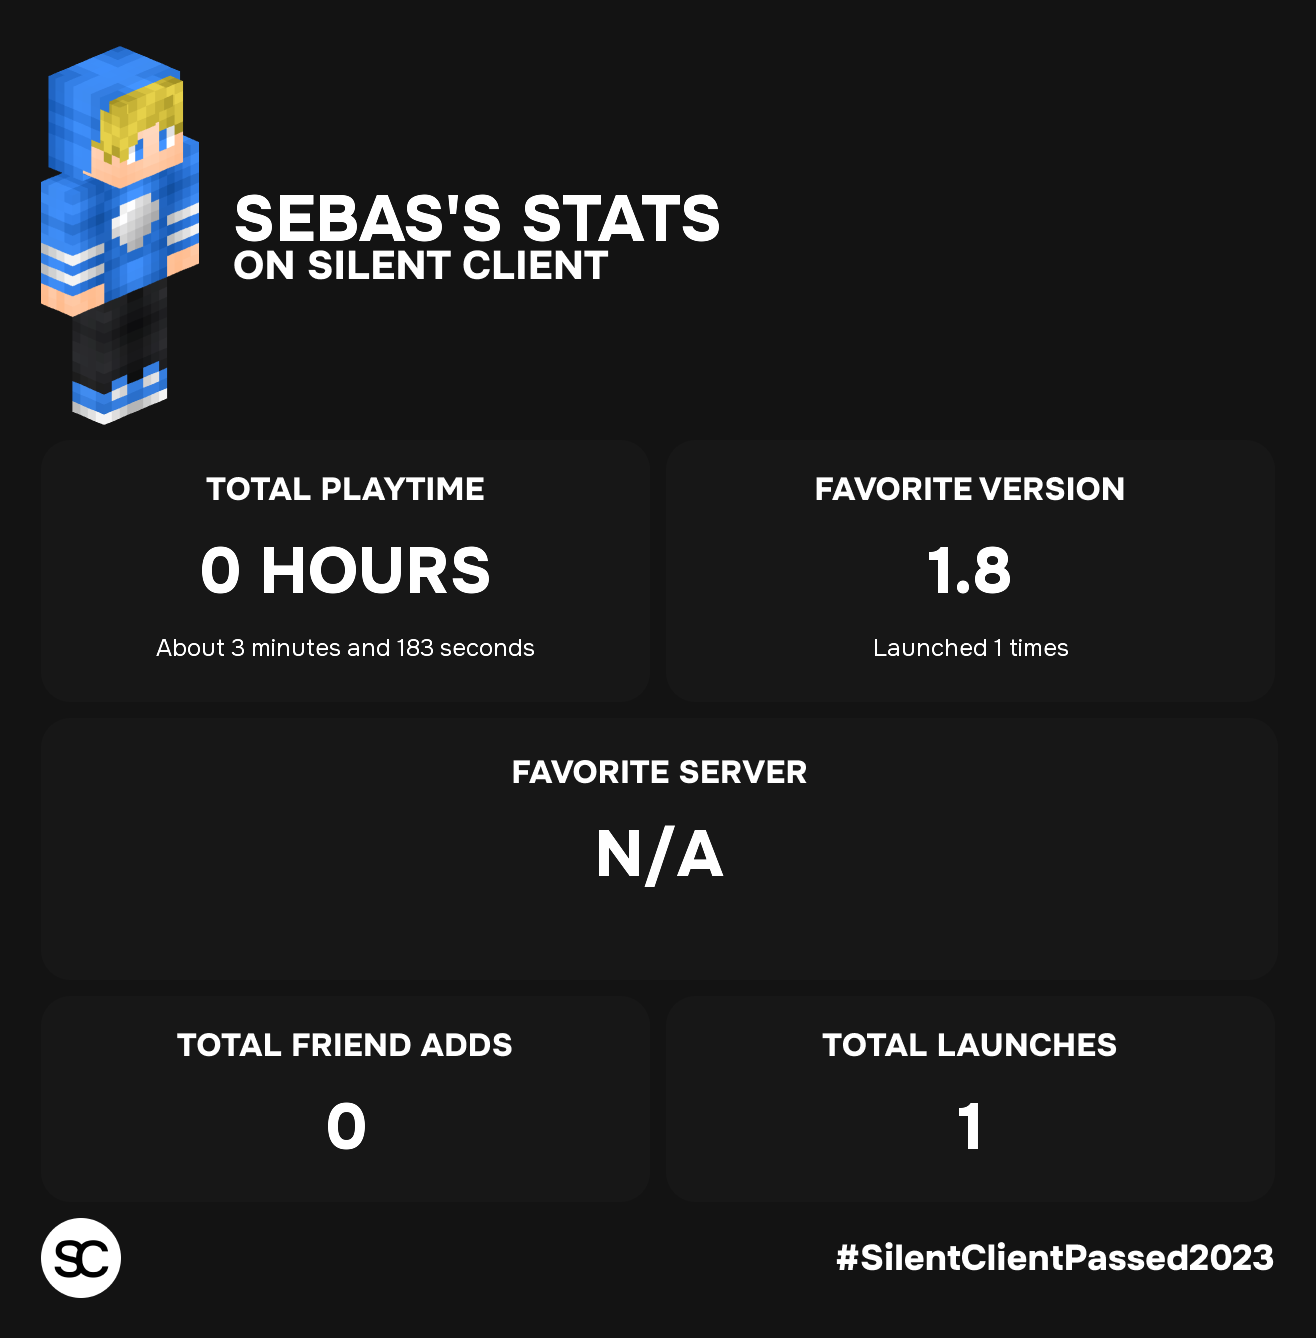 SEBAS'S STATS
ON SILENT CLIENT
TOTAL PLAYTIME
0 HOURS
About 3 minutes and 183 seconds
FAVORITE VERSION
1.8
Launched 1 times
FAVORITE SERVER
N/A
TOTAL FRIEND ADDS
0
TOTAL LAUNCHES
1
SC
#SilentClientPassed2023